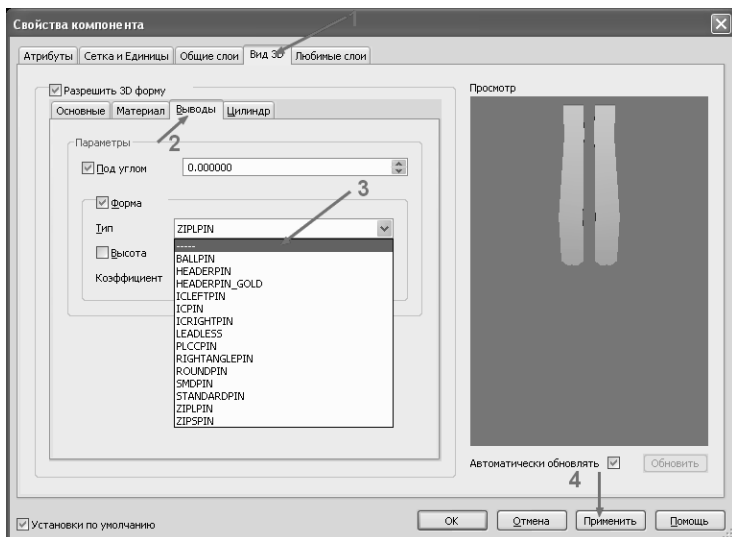 Свойства компонента
1
Атрибуты Сетка и Единицы Общие слои Вид 3D Любимые слои
Разрешить 3D форму
Просмотр
Основные Материал Выводы Цилиндр
Параметры
2
Под углом 0.000000
3
Форма
Тип ZIPLPIN
-----
Высота
BALLPIN
HEADERPIN
Коэффициент
HEADERPIN_GOLD
ICLEFTPIN
ICPIN
ICRIGHTPIN
LEADLESS
PLCCPIN
RIGHTANGLEPIN
ROUNDPIN
SMDPIN
STANDARDPIN
ZIPLPIN
ZIPSPIN
Автоматически обновлять Обновить
4
Установки по умолчанию OK Отмена Применить Помощь